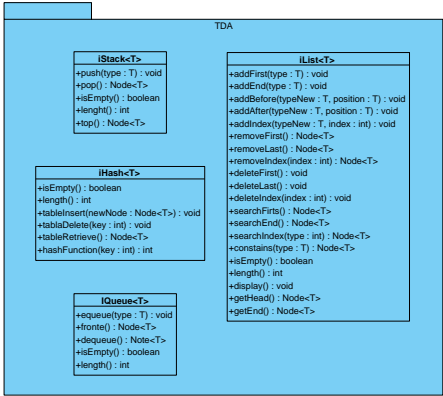 TDA
iStack<T>
+push(type : T) : void
+pop() : Node<T>
+isEmpty() : boolean
+lenght() : int
+top() : Node<T>
iList<T>
+addFirst(type : T) : void
+addEnd(type : T) : void
+addBefore(typeNew : T, position : T) : void
+addAfter(typeNew : T, position : T) : void
+addIndex(typeNew : T, index : int) : void
+removeFirst() : Node<T>
+removeLast() : Node<T>
+removeIndex(index : int) : Node<T>
+deleteFirst() : void
+deleteLast() : void
+deleteIndex(index : int) : void
+searchFirts() : Node<T>
+searchEnd() : Node<T>
+searchIndex(type : int) : Node<T>
+constains(type : T) : Node<T>
+isEmpty() : boolean
+length() : int
+display() : void
+getHead() : Node<T>
+getEnd() : Node<T>
iHash<T>
+isEmpty() : boolean
+length() : int
+tableInsert(newNode : Node<T>) : void
+tablaDelete(key : int) : void
+tableRetrieve() : Node<T>
+hashFunction(key : int) : int
IQueue<T>
+equeue(type : T) : void
+fronte() : Node<T>
+dequeue() : Note<T>
+isEmpty() : boolean
+length() : int